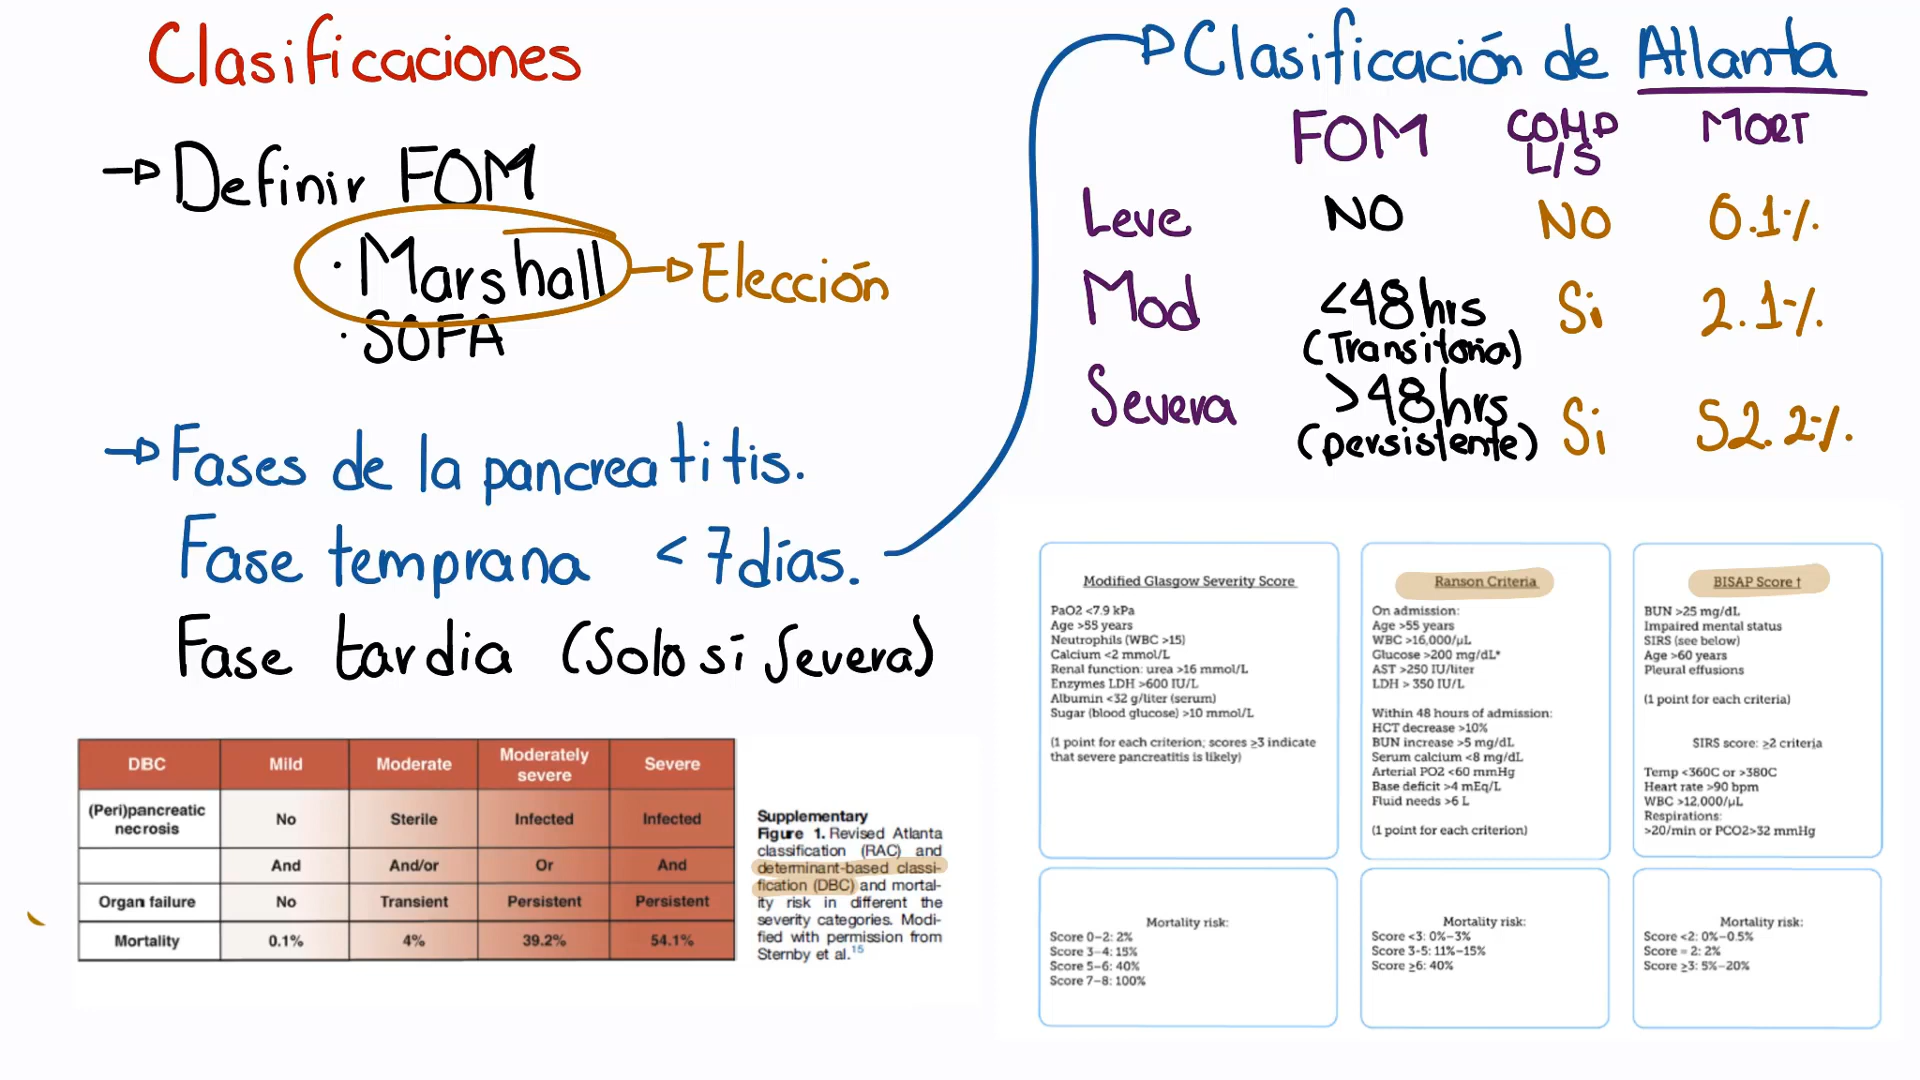 Clasificaciones
→ Definir FOM
· Marshall → Elección
· SOFA
→ Fases de la pancreatitis.
Fase temprana < 7 días.
Fase tardia (Solo si Severa)
→ Clasificación de Atlanta
FOM COMP L/S MORT
Leve NO NO 0.1%
Mod <48 hrs (Transitoria) Si 2.1%
Severa >48 hrs (persistente) Si 52.2%
DBC Mild Moderate Moderately severe Severe
(Peri)pancreatic necrosis No Sterile Infected Infected
And And/or Or And
Organ failure No Transient Persistent Persistent
Mortality 0.1% 4% 39.2% 54.1%
Supplementary
Figure 1. Revised Atlanta
classification (RAC) and
determinant-based classi-
fication (DBC) and mortal-
ity risk in different the
severity categories. Modi-
fied with permission from
Sternby et al.15
Modified Glasgow Severity Score
PaO2 <7.9 kPa
Age >55 years
Neutrophils (WBC >15)
Calcium <2 mmol/L
Renal function: urea >16 mmol/L
Enzymes LDH >600 IU/L
Albumin <32 g/liter (serum)
Sugar (blood glucose) >10 mmol/L
(1 point for each criterion; scores ≥3 indicate
that severe pancreatitis is likely)
Mortality risk:
Score 0–2: 2%
Score 3–4: 15%
Score 5–6: 40%
Score 7–8: 100%
Ranson Criteria
On admission:
Age >55 years
WBC >16,000/μL
Glucose >200 mg/dL*
AST >250 IU/liter
LDH > 350 IU/L
Within 48 hours of admission:
HCT decrease >10%
BUN increase >5 mg/dL
Serum calcium <8 mg/dL
Arterial PO2 <60 mmHg
Base deficit >4 mEq/L
Fluid needs >6 L
(1 point for each criterion)
Mortality risk:
Score <3: 0%–3%
Score 3-5: 11%–15%
Score ≥6: 40%
BISAP Score †
BUN >25 mg/dL
Impaired mental status
SIRS (see below)
Age >60 years
Pleural effusions
(1 point for each criteria)
SIRS score: ≥2 criteria
Temp <360C or >380C
Heart rate >90 bpm
WBC >12,000/μL
Respirations:
>20/min or PCO2>32 mmHg
Mortality risk:
Score <2: 0%–0.5%
Score = 2: 2%
Score ≥3: 5%–20%